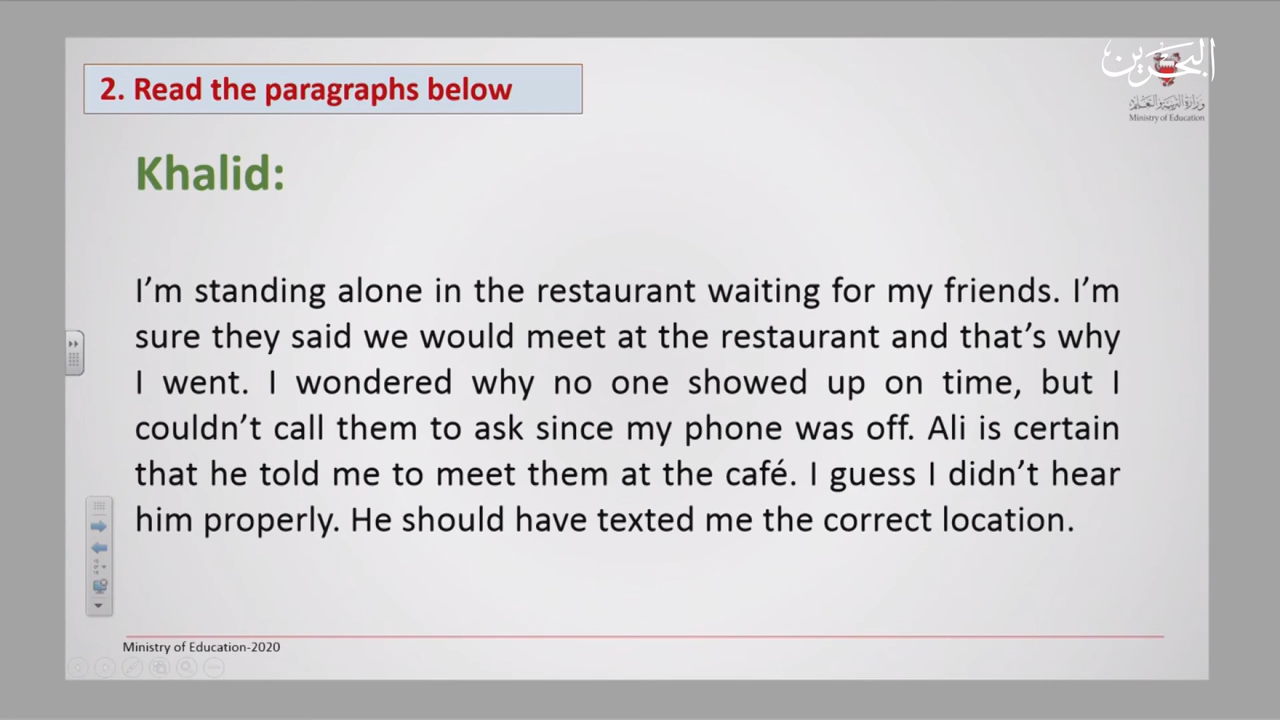 البحرين
2. Read the paragraphs below
وزارة التربية والتعليم
Ministry of Education
Khalid:
I'm standing alone in the restaurant waiting for my friends. I'm
sure they said we would meet at the restaurant and that's why
I went. I wondered why no one showed up on time, but I
couldn't call them to ask since my phone was off. Ali is certain
that he told me to meet them at the café. I guess I didn't hear
him properly. He should have texted me the correct location.
Ministry of Education-2020